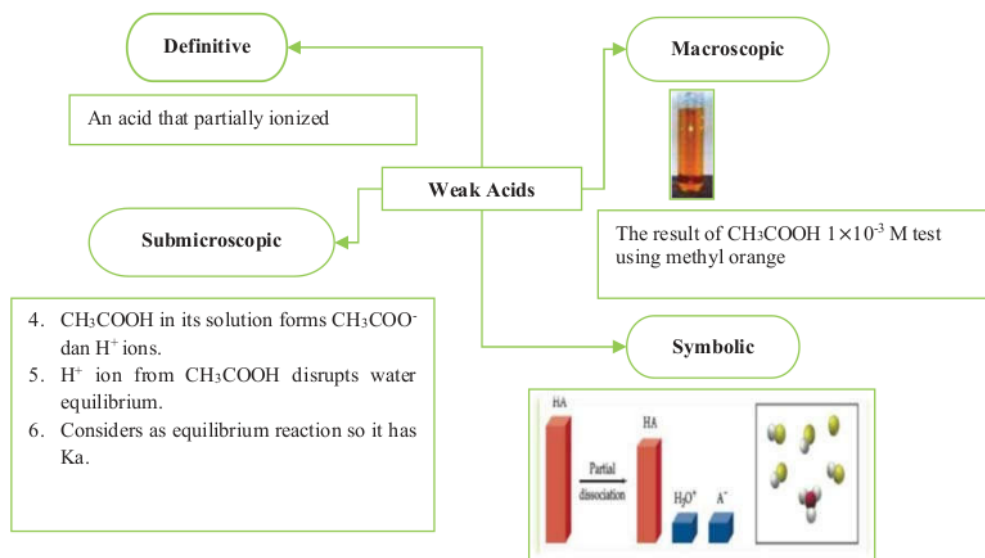 Definitive
An acid that partially ionized
Macroscopic
The result of CH₃COOH 1×10⁻³ M test
using methyl orange
Weak Acids
Submicroscopic
4. CH₃COOH in its solution forms CH₃COO⁻
dan H⁺ ions.
5. H⁺ ion from CH₃COOH disrupts water
equilibrium.
6. Considers as equilibrium reaction so it has
Ka.
Symbolic
HA
Partial
dissociation
HA
H₃O⁺
A⁻